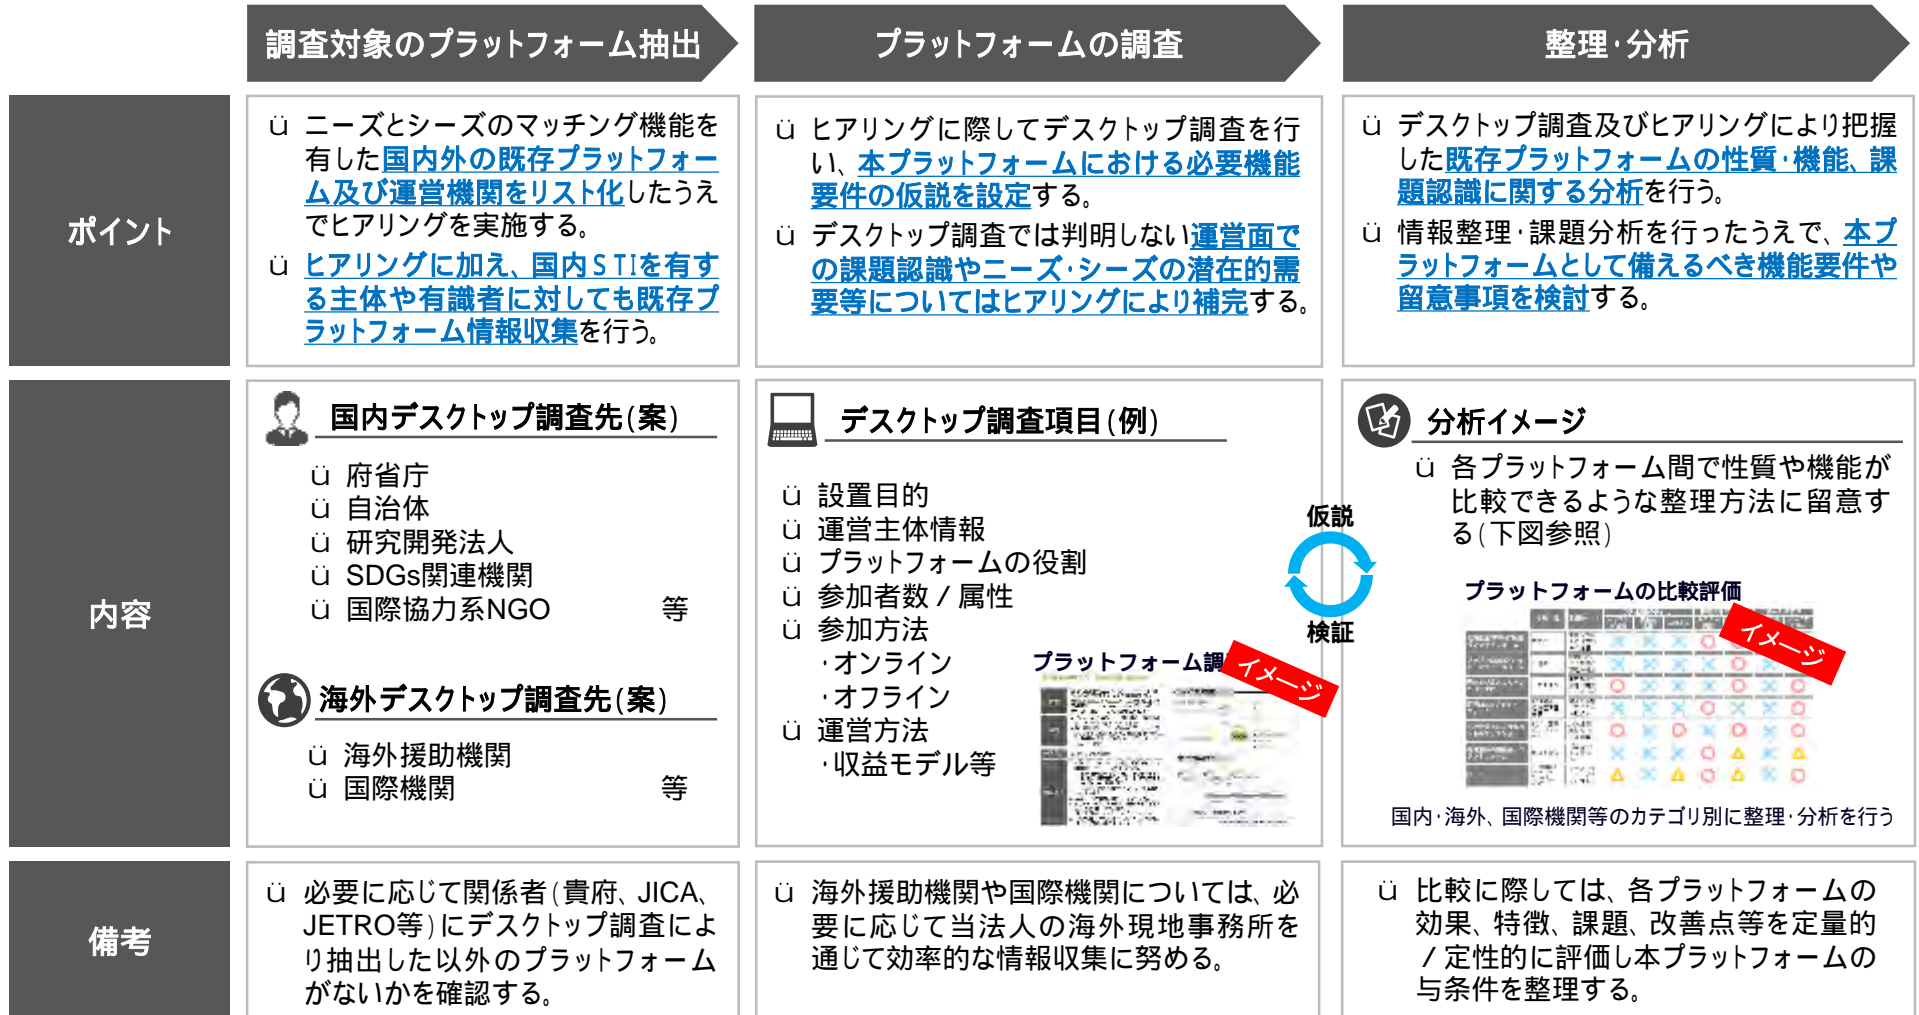 調査対象のプラットフォーム抽出
プラットフォームの調査
整理・分析
ポイント
ü ニーズとシーズのマッチング機能を
有した国内外の既存プラットフォー
ム及び運営機関をリスト化したうえ
でヒアリングを実施する。
ü ヒアリングに加え、国内STIを有す
る主体や有識者に対しても既存プ
ラットフォーム情報収集を行う。
ü ヒアリングに際してデスクトップ調査を行
い、本プラットフォームにおける必要機能
要件の仮説を設定する。
ü デスクトップ調査では判明しない運営面で
の課題認識やニーズ・シーズの潜在的需
要等についてはヒアリングにより補完する。
ü デスクトップ調査及びヒアリングにより把握
した既存プラットフォームの性質・機能、課
題認識に関する分析を行う。
ü 情報整理・課題分析を行ったうえで、本プ
ラットフォームとして備えるべき機能要件や
留意事項を検討する。
内容
国内デスクトップ調査先(案)
ü 府省庁
ü 自治体
ü 研究開発法人
ü SDGs関連機関
ü 国際協力系NGO 等
海外デスクトップ調査先(案)
ü 海外援助機関
ü 国際機関 等
デスクトップ調査項目(例)
ü 設置目的
ü 運営主体情報
ü プラットフォームの役割
ü 参加者数/属性
ü 参加方法
・オンライン
・オフライン
ü 運営方法
・収益モデル等
プラットフォーム調
イメージ
仮説
検証
分析イメージ
ü 各プラットフォーム間で性質や機能が
比較できるような整理方法に留意す
る(下図参照)
プラットフォームの比較評価
イメージ
国内・海外、国際機関等のカテゴリ別に整理・分析を行う
備考
ü 必要に応じて関係者(貴府、JICA、
JETRO等)にデスクトップ調査によ
り抽出した以外のプラットフォーム
がないかを確認する。
ü 海外援助機関や国際機関については、必
要に応じて当法人の海外現地事務所を
通じて効率的な情報収集に努める。
ü 比較に際しては、各プラットフォームの
効果、特徴、課題、改善点等を定量的
/定性的に評価し本プラットフォームの
与条件を整理する。